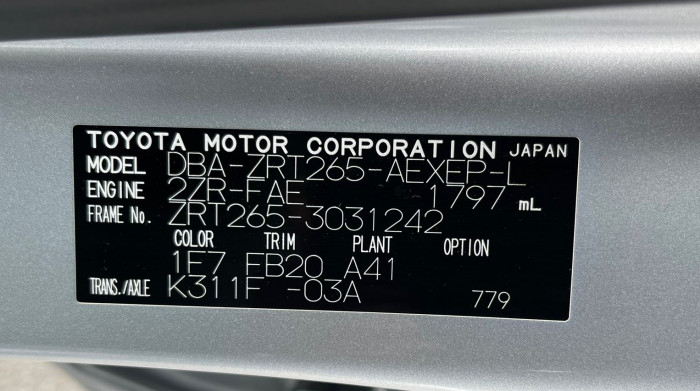 TOYOTA MOTOR CORPORATION JAPAN
MODEL DBA-ZRT265-AEXEP-L
ENGINE 2ZR-FAE 1797 mL
FRAME No. ZRT265-3031242
COLOR TRIM PLANT OPTION
1F7 FB20 A41
TRANS./AXLE K311F -03A 779